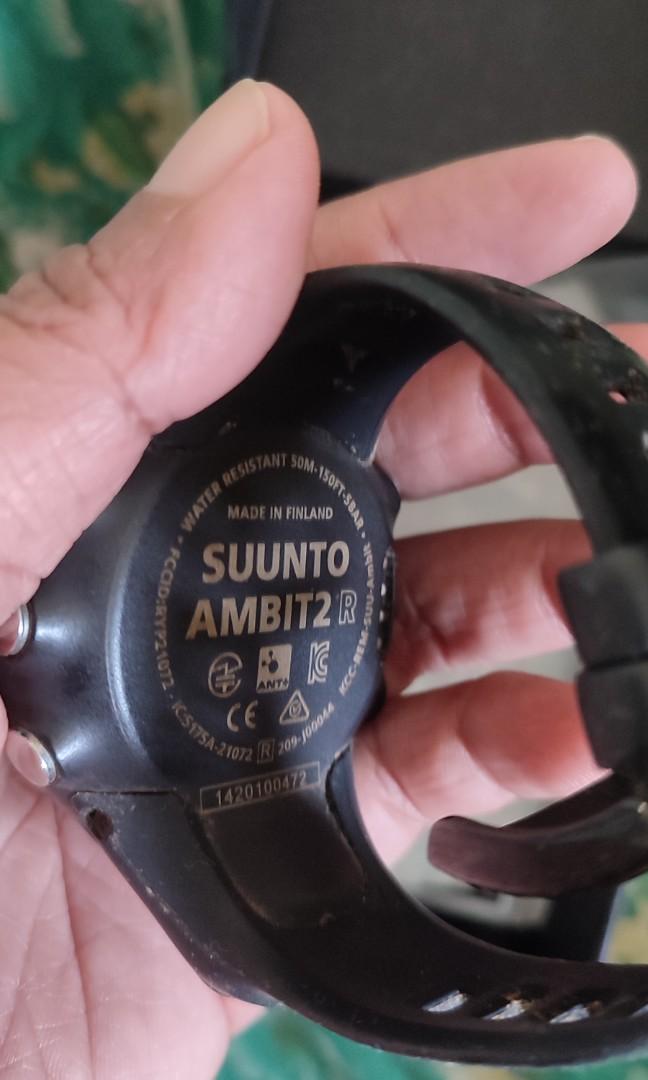 • WATER RESISTANT 50M-150FT-5BAR •
MADE IN FINLAND
SUUNTO
AMBIT2 R
ANT+
CE
KCC-REM-SUU-Ambit
FCCID:RYP21072 · IC:5175A-21072 R 209-J00044
1420100472